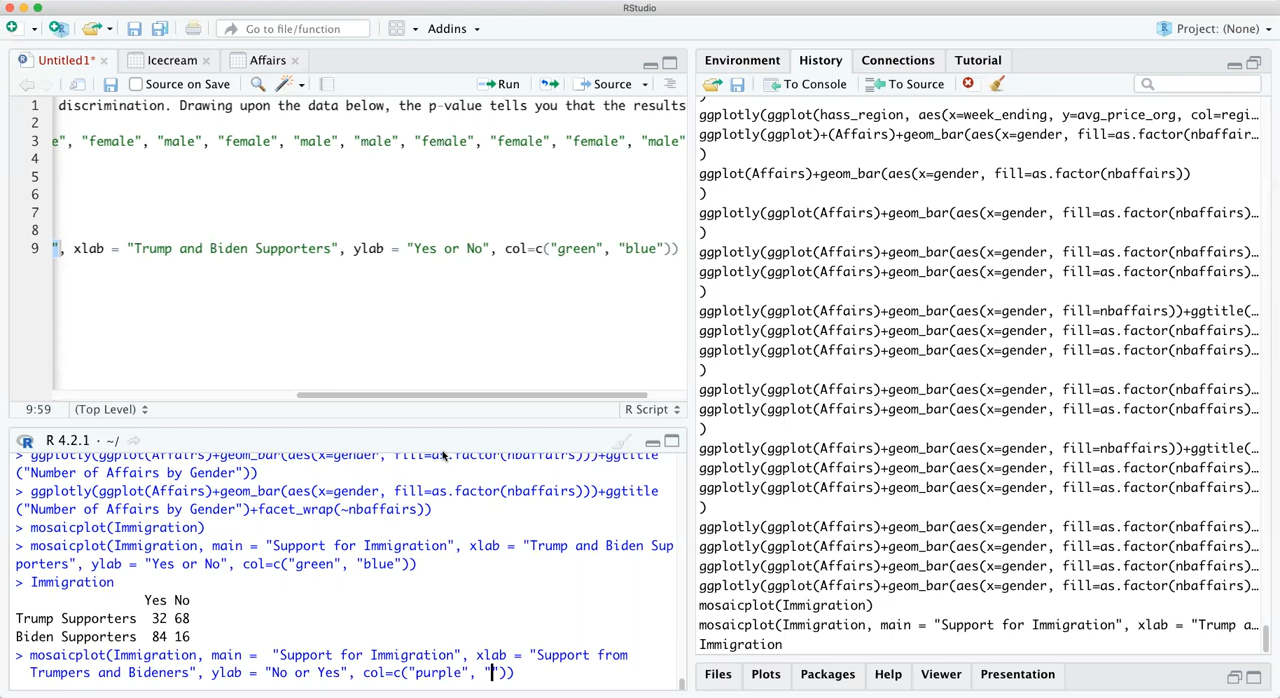 RStudio
Go to file/function
Addins
Project: (None)
Untitled1*
Icecream
Affairs
Source on Save
Run
Source
1 discrimination. Drawing upon the data below, the p-value tells you that the results
2
3 e", "female", "male", "female", "male", "male", "female", "female", "female", "male"
4
5
6
7
8
9 ", xlab = "Trump and Biden Supporters", ylab = "Yes or No", col=c("green", "blue"))
9:59
(Top Level)
R Script
R 4.2.1 · ~/
> ggplotly(ggplot(Affairs)+geom_bar(aes(x=gender, fill=as.factor(nbaffairs)))+ggtitle
("Number of Affairs by Gender"))
> ggplotly(ggplot(Affairs)+geom_bar(aes(x=gender, fill=as.factor(nbaffairs)))+ggtitle
("Number of Affairs by Gender")+facet_wrap(~nbaffairs))
> mosaicplot(Immigration)
> mosaicplot(Immigration, main = "Support for Immigration", xlab = "Trump and Biden Sup
porters", ylab = "Yes or No", col=c("green", "blue"))
> Immigration
Yes No
Trump Supporters 32 68
Biden Supporters 84 16
> mosaicplot(Immigration, main =  "Support for Immigration", xlab = "Support from
Trumpers and Bideners", ylab = "No or Yes", col=c("purple", ""))
Environment
History
Connections
Tutorial
To Console
To Source
)
ggplotly(ggplot(hass_region, aes(x=week_ending, y=avg_price_org, col=regi…
ggplotly(ggplot)+(Affairs)+geom_bar(aes(x=gender, fill=as.factor(nbaffair…
)
ggplot(Affairs)+geom_bar(aes(x=gender, fill=as.factor(nbaffairs))
)
ggplotly(ggplot(Affairs)+geom_bar(aes(x=gender, fill=as.factor(nbaffairs)…
)
ggplotly(ggplot(Affairs)+geom_bar(aes(x=gender, fill=as.factor(nbaffairs)…
ggplotly(ggplot(Affairs)+geom_bar(aes(x=gender, fill=as.factor(nbaffairs)…
)
ggplotly(ggplot(Affairs)+geom_bar(aes(x=gender, fill=nbaffairs))+ggtitle(…
ggplotly(ggplot(Affairs)+geom_bar(aes(x=gender, fill=as.factor(nbaffairs)…
ggplotly(ggplot(Affairs)+geom_bar(aes(x=gender, fill=as.factor(nbaffairs)…
)
ggplotly(ggplot(Affairs)+geom_bar(aes(x=gender, fill=as.factor(nbaffairs)…
ggplotly(ggplot(Affairs)+geom_bar(aes(x=gender, fill=as.factor(nbaffairs)…
)
ggplotly(ggplot(Affairs)+geom_bar(aes(x=gender, fill=nbaffairs))+ggtitle(…
ggplotly(ggplot(Affairs)+geom_bar(aes(x=gender, fill=as.factor(nbaffairs)…
ggplotly(ggplot(Affairs)+geom_bar(aes(x=gender, fill=as.factor(nbaffairs)…
)
ggplotly(ggplot(Affairs)+geom_bar(aes(x=gender, fill=as.factor(nbaffairs)…
ggplotly(ggplot(Affairs)+geom_bar(aes(x=gender, fill=as.factor(nbaffairs)…
ggplotly(ggplot(Affairs)+geom_bar(aes(x=gender, fill=as.factor(nbaffairs)…
ggplotly(ggplot(Affairs)+geom_bar(aes(x=gender, fill=as.factor(nbaffairs)…
mosaicplot(Immigration)
mosaicplot(Immigration, main = "Support for Immigration", xlab = "Trump a…
Immigration
Files
Plots
Packages
Help
Viewer
Presentation